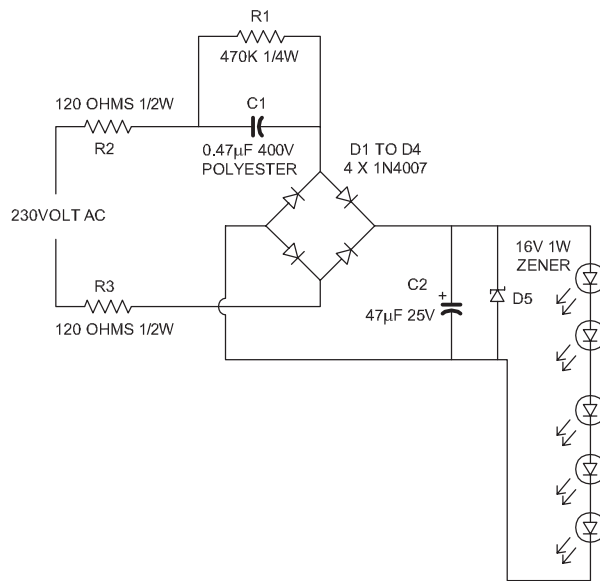 R1
470K 1/4W
120 OHMS 1/2W
R2
C1
0.47µF 400V
POLYESTER
D1 TO D4
4 X 1N4007
230VOLT AC
16V 1W
ZENER
R3
120 OHMS 1/2W
C2
+
47µF 25V
D5